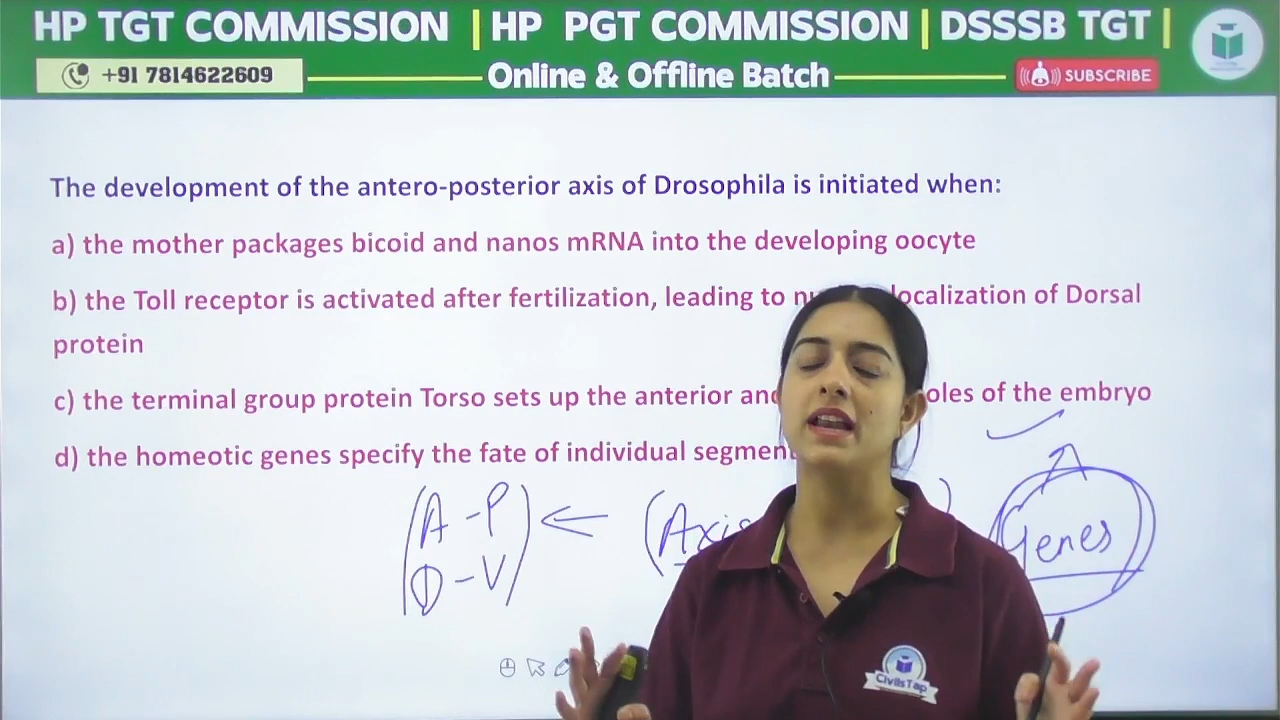 HP TGT COMMISSION | HP PGT COMMISSION | DSSSB TGT |
+91 7814622609 Online & Offline Batch SUBSCRIBE
The development of the antero-posterior axis of Drosophila is initiated when:
a) the mother packages bicoid and nanos mRNA into the developing oocyte
b) the Toll receptor is activated after fertilization, leading to localization of Dorsal
protein
c) the terminal group protein Torso sets up the anterior of the embryo
d) the homeotic genes specify the fate of individual
A - P
(Axis
Genes
D - V
CivilsTap